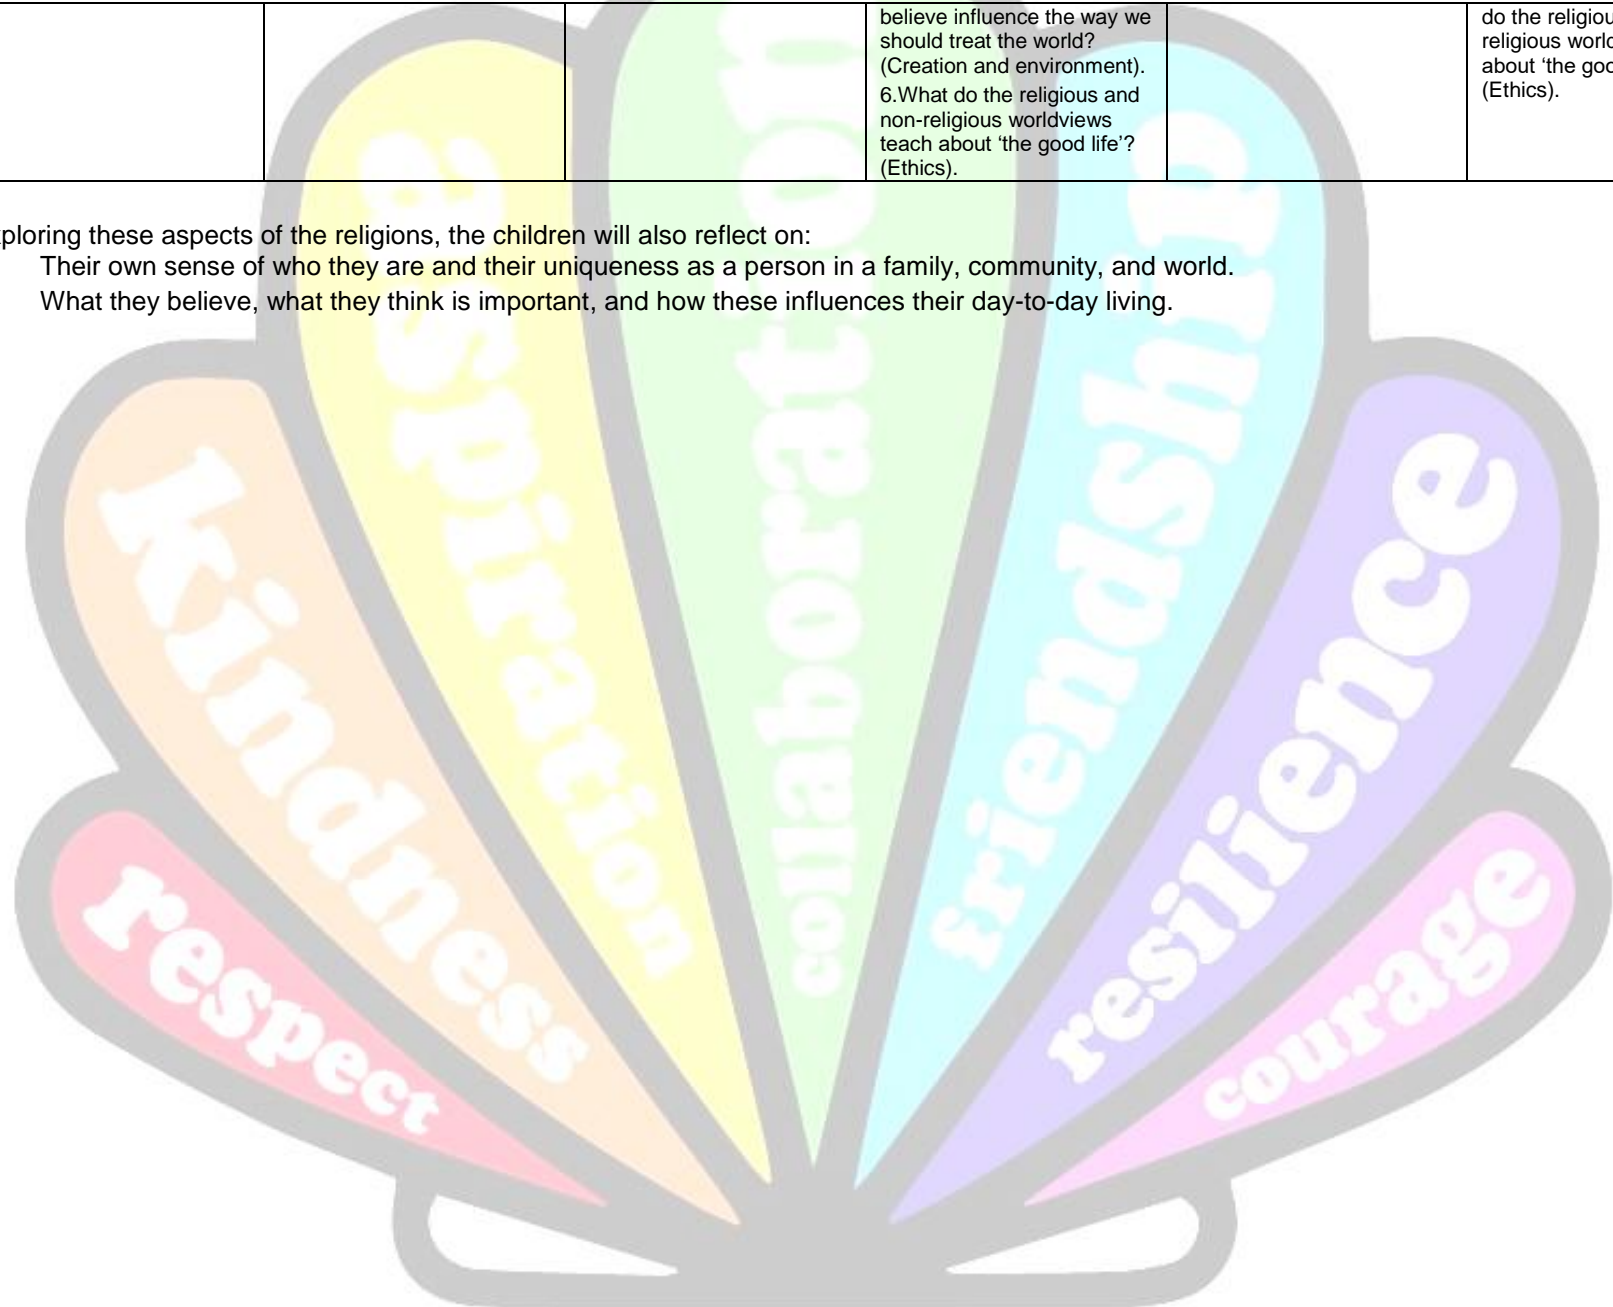 believe influence the way we
should treat the world?
(Creation and environment).
6.What do the religious and
non-religious worldviews
teach about ‘the good life’?
(Ethics).
do the religiou
religious world
about ‘the goo
(Ethics).
ploring these aspects of the religions, the children will also reflect on:
Their own sense of who they are and their uniqueness as a person in a family, community, and world.
What they believe, what they think is important, and how these influences their day-to-day living.
respect
kindness
aspiration
collaboration
friendship
resilience
courage